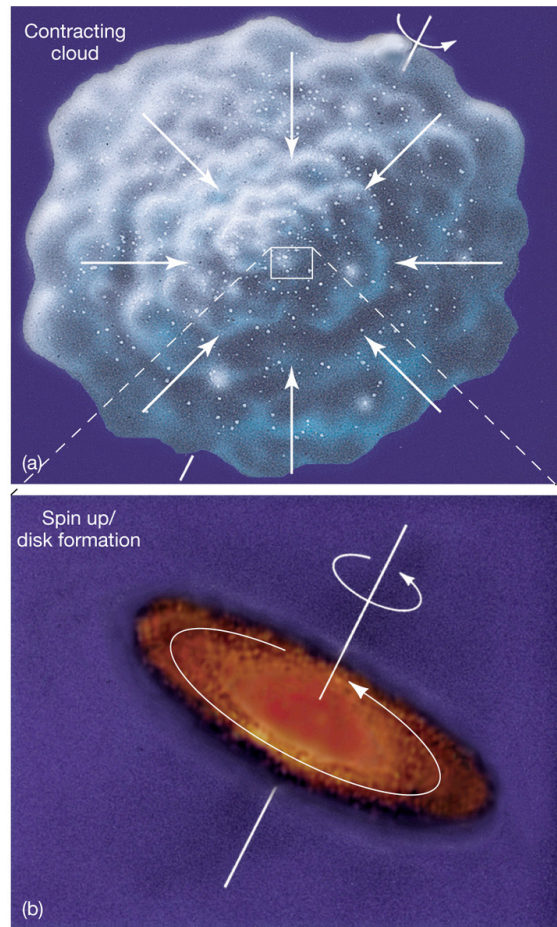 Contracting
cloud
(a)
Spin up/
disk formation
(b)